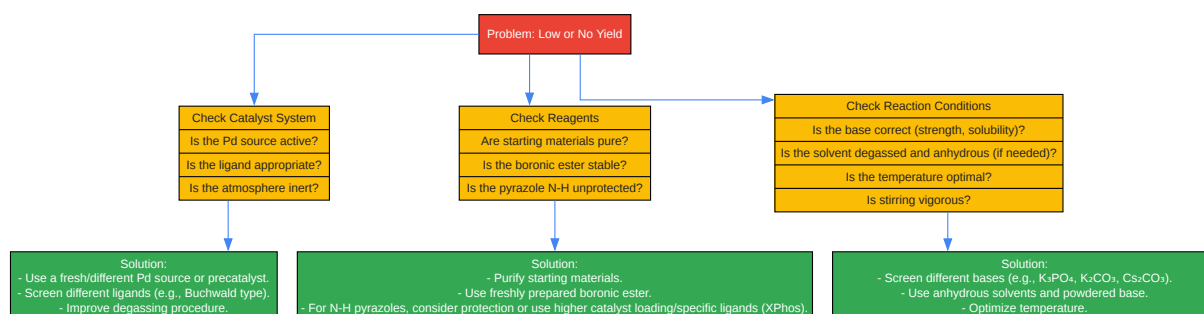 Problem: Low or No Yield
Check Catalyst System
Is the Pd source active?
Is the ligand appropriate?
Is the atmosphere inert?
Check Reagents
Are starting materials pure?
Is the boronic ester stable?
Is the pyrazole N-H unprotected?
Check Reaction Conditions
Is the base correct (strength, solubility)?
Is the solvent degassed and anhydrous (if needed)?
Is the temperature optimal?
Is stirring vigorous?
Solution:
- Use a fresh/different Pd source or precatalyst.
- Screen different ligands (e.g., Buchwald type).
- Improve degassing procedure.
Solution:
- Purify starting materials.
- Use freshly prepared boronic ester.
- For N-H pyrazoles, consider protection or use higher catalyst loading/specific ligands (XPhos).
Solution:
- Screen different bases (e.g., K₃PO₄, K₂CO₃, Cs₂CO₃).
- Use anhydrous solvents and powdered base.
- Optimize temperature.